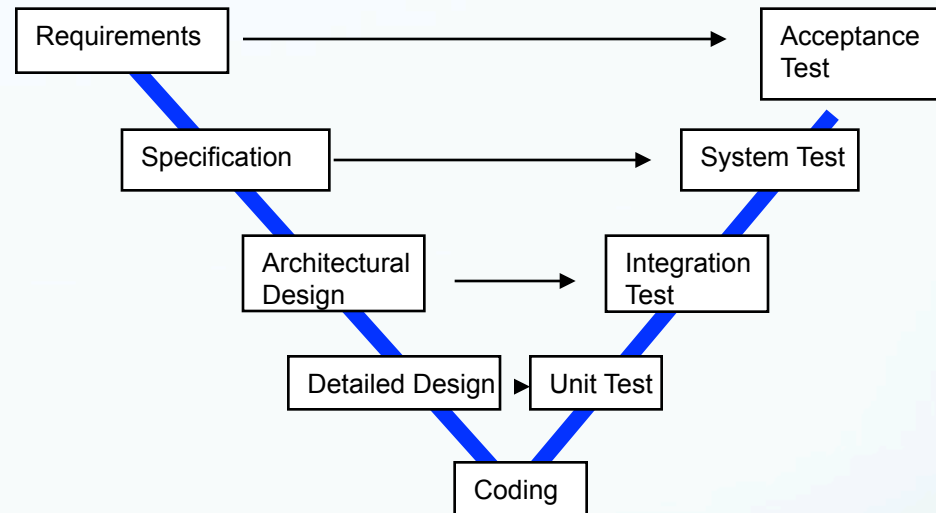 Requirements
Acceptance
Test
Specification
System Test
Architectural
Design
Integration
Test
Detailed Design
Unit Test
Coding